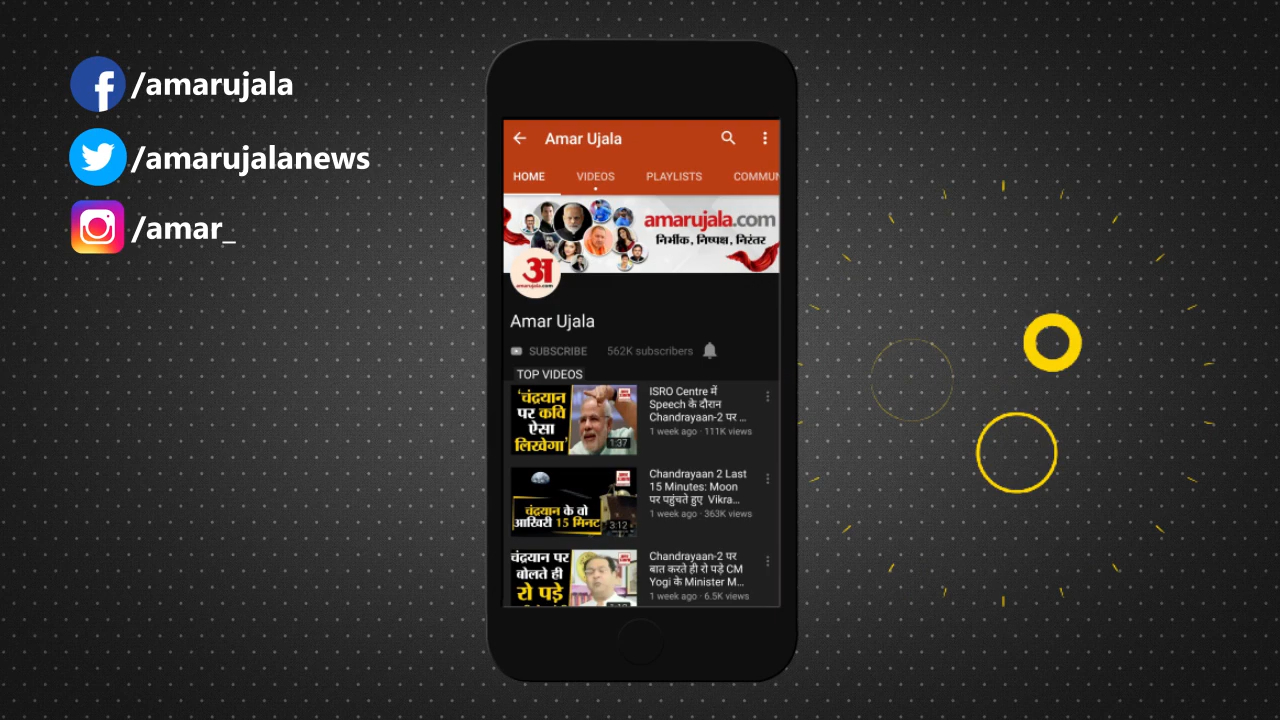 /amarujala
/amarujalanews
/amar_
Amar Ujala
HOME VIDEOS PLAYLISTS COMMUN
amarujala.com
निर्भीक, निष्पक्ष, निरंतर
अ
amarujala.com
Amar Ujala
SUBSCRIBE 562K subscribers
TOP VIDEOS
'चंद्रयान
पर कवि
ऐसा
लिखेगा'
1:37
ISRO Centre में
Speech के दौरान
Chandrayaan-2 पर ...
1 week ago · 111K views
चंद्रयान के वो
आखिरी 15 मिनट
3:12
Chandrayaan 2 Last
15 Minutes: Moon
पर पहुंचते हुए Vikra...
1 week ago · 363K views
चंद्रयान पर
बोलते ही
रो पड़े
Chandrayaan-2 पर
बात करते ही रो पड़े CM
Yogi के Minister M...
1 week ago · 6.5K views